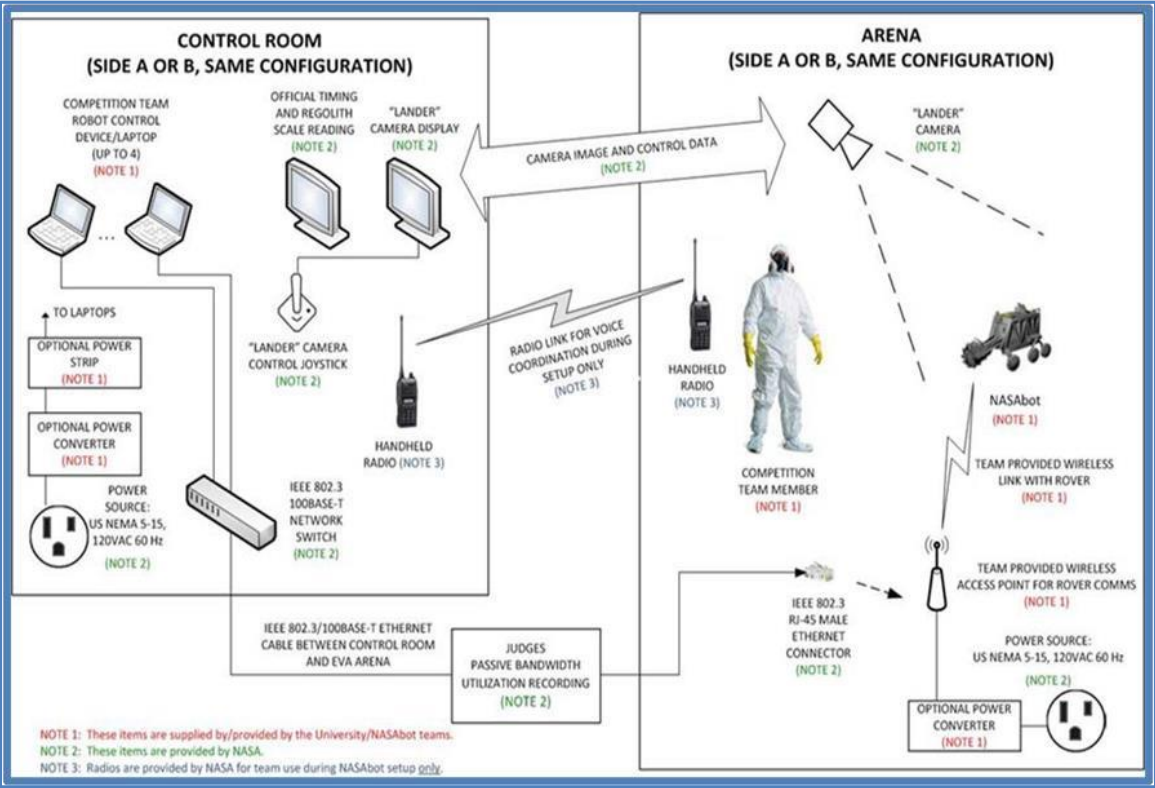 CONTROL ROOM
(SIDE A OR B, SAME CONFIGURATION)
COMPETITION TEAM
ROBOT CONTROL
DEVICE/LAPTOP
(UP TO 4)
(NOTE 1)
OFFICIAL TIMING
AND REGOLITH
SCALE READING
(NOTE 2)
"LANDER"
CAMERA DISPLAY
(NOTE 2)
...
TO LAPTOPS
OPTIONAL POWER
STRIP
(NOTE 1)
OPTIONAL POWER
CONVERTER
(NOTE 1)
POWER
SOURCE:
US NEMA 5-15,
120VAC 60 Hz
(NOTE 2)
"LANDER" CAMERA
CONTROL JOYSTICK
(NOTE 2)
HANDHELD
RADIO (NOTE 3)
IEEE 802.3
100BASE-T
NETWORK
SWITCH
(NOTE 2)
CAMERA IMAGE AND CONTROL DATA
(NOTE 2)
RADIO LINK FOR VOICE
COORDINATION DURING
SETUP ONLY
(NOTE 3)
ARENA
(SIDE A OR B, SAME CONFIGURATION)
"LANDER"
CAMERA
(NOTE 2)
HANDHELD
RADIO
(NOTE 3)
COMPETITION
TEAM MEMBER
(NOTE 1)
NASAbot
(NOTE 1)
TEAM PROVIDED WIRELESS
LINK WITH ROVER
(NOTE 1)
TEAM PROVIDED WIRELESS
ACCESS POINT FOR ROVER COMMS
(NOTE 1)
IEEE 802.3
RJ-45 MALE
ETHERNET
CONNECTOR
(NOTE 2)
POWER SOURCE:
US NEMA 5-15, 120VAC 60 Hz
(NOTE 2)
OPTIONAL POWER
CONVERTER
(NOTE 1)
IEEE 802.3/100BASE-T ETHERNET
CABLE BETWEEN CONTROL ROOM
AND EVA ARENA
JUDGES
PASSIVE BANDWIDTH
UTILIZATION RECORDING
(NOTE 2)
NOTE 1: These items are supplied by/provided by the University/NASAbot teams.
NOTE 2: These items are provided by NASA.
NOTE 3: Radios are provided by NASA for team use during NASAbot setup only.